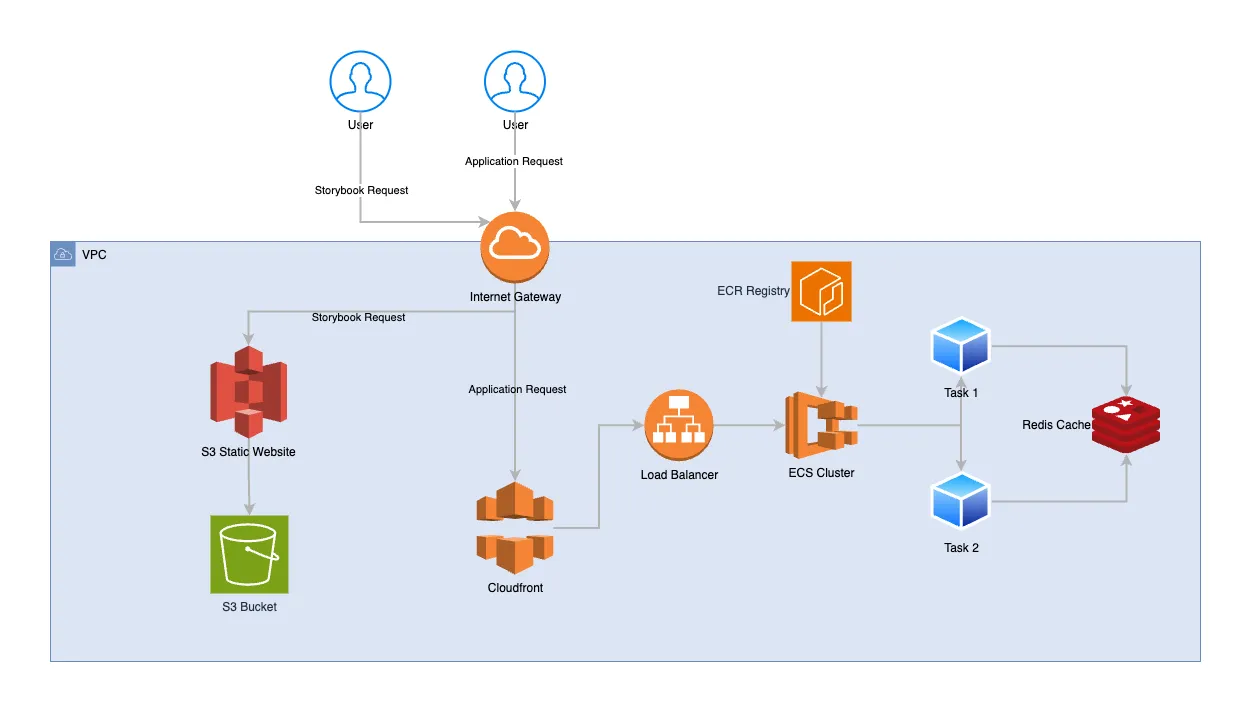 User
User
Application Request
Storybook Request
VPC
Internet Gateway
ECR Registry
Storybook Request
Application Request
Task 1
Redis Cache
S3 Static Website
Load Balancer
ECS Cluster
Task 2
Cloudfront
S3 Bucket